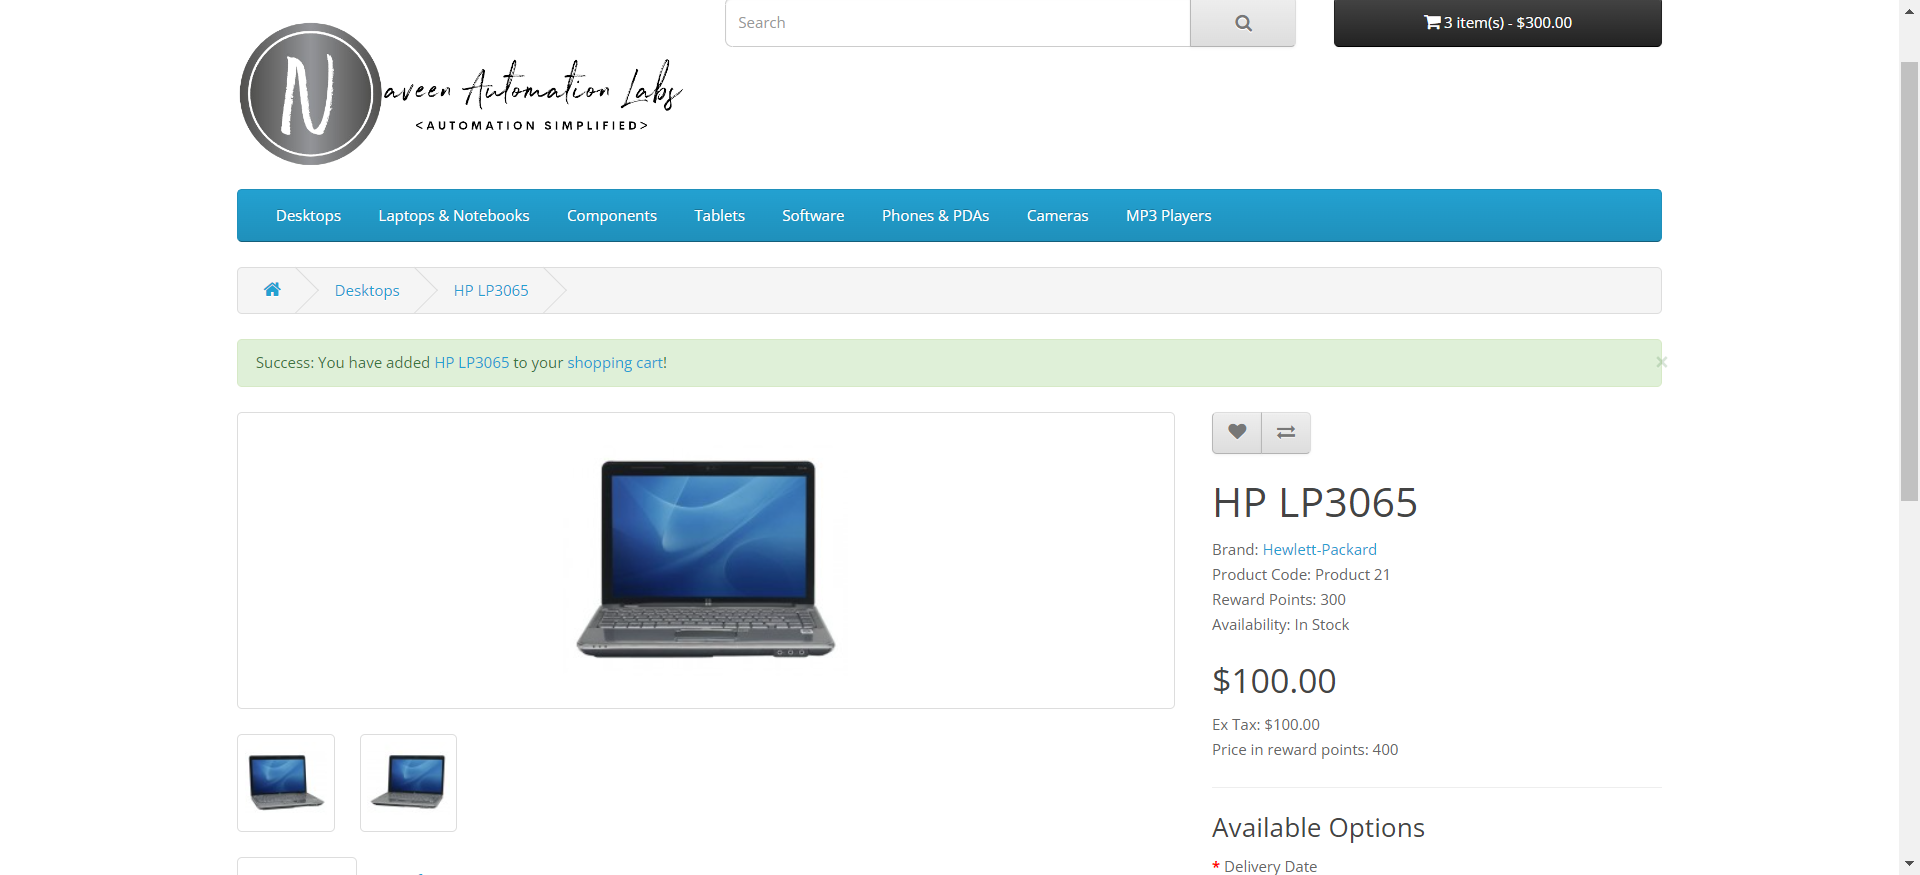 Search
3 item(s) - $300.00
N
aveen Automation Labs
<AUTOMATION SIMPLIFIED>
Desktops
Laptops & Notebooks
Components
Tablets
Software
Phones & PDAs
Cameras
MP3 Players
Desktops
HP LP3065
Success: You have added HP LP3065 to your shopping cart!
×
HP LP3065
Brand: Hewlett-Packard
Product Code: Product 21
Reward Points: 300
Availability: In Stock
$100.00
Ex Tax: $100.00
Price in reward points: 400
Available Options
* Delivery Date